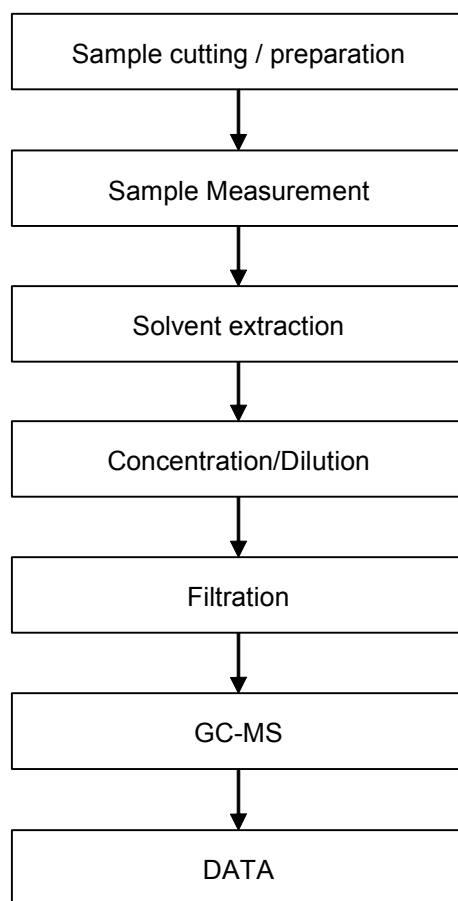 Sample cutting / preparation
Sample Measurement
Solvent extraction
Concentration/Dilution
Filtration
GC-MS
DATA